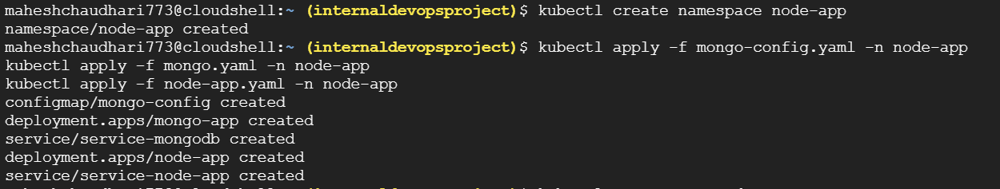 maheshchaudhari773@cloudshell:~ (internaldevopsproject)$ kubectl create namespace node-app
namespace/node-app created
maheshchaudhari773@cloudshell:~ (internaldevopsproject)$ kubectl apply -f mongo-config.yaml -n node-app
kubectl apply -f mongo.yaml -n node-app
kubectl apply -f node-app.yaml -n node-app
configmap/mongo-config created
deployment.apps/mongo-app created
service/service-mongodb created
deployment.apps/node-app created
service/service-node-app created